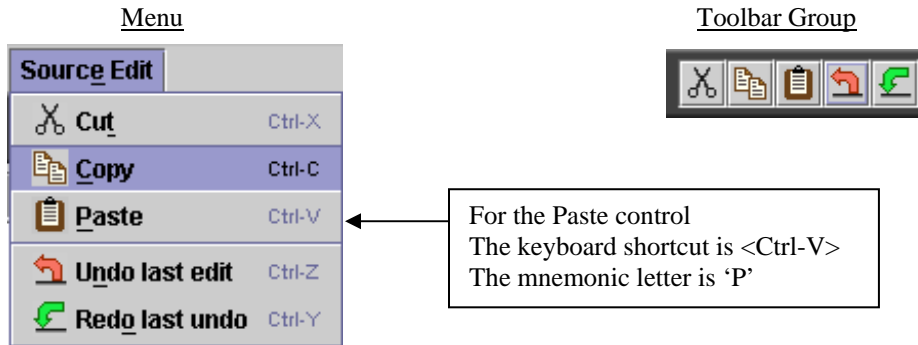 Menu
Toolbar Group
Source Edit
Cut Ctrl-X
Copy Ctrl-C
Paste Ctrl-V
Undo last edit Ctrl-Z
Redo last undo Ctrl-Y
For the Paste control
The keyboard shortcut is <Ctrl-V>
The mnemonic letter is ‘P’